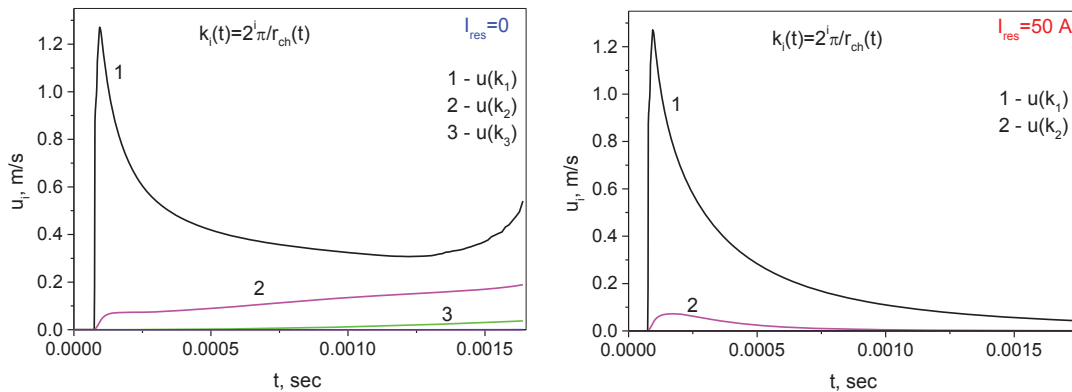 k_i(t)=2^iπ/r_ch(t)
I_res=0
1 - u(k_1)
2 - u(k_2)
3 - u(k_3)
1
2
3
u_i, m/s
1.2
1.0
0.8
0.6
0.4
0.2
0.0
0.0000
0.0005
0.0010
0.0015
t, sec
k_i(t)=2^iπ/r_ch(t)
I_res=50 A
1 - u(k_1)
2 - u(k_2)
1
2
u_i, m/s
1.2
1.0
0.8
0.6
0.4
0.2
0.0
0.0000
0.0005
0.0010
0.0015
t, sec